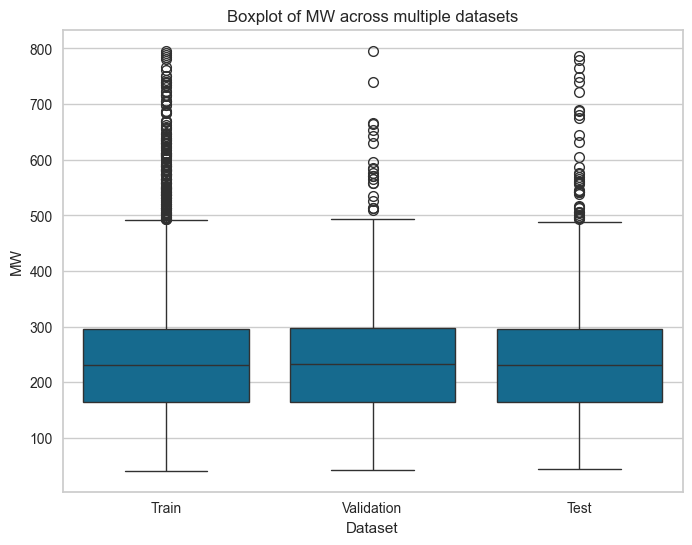 Boxplot of MW across multiple datasets
800
700
600
500
400
300
200
100
MW
Train Validation Test
Dataset